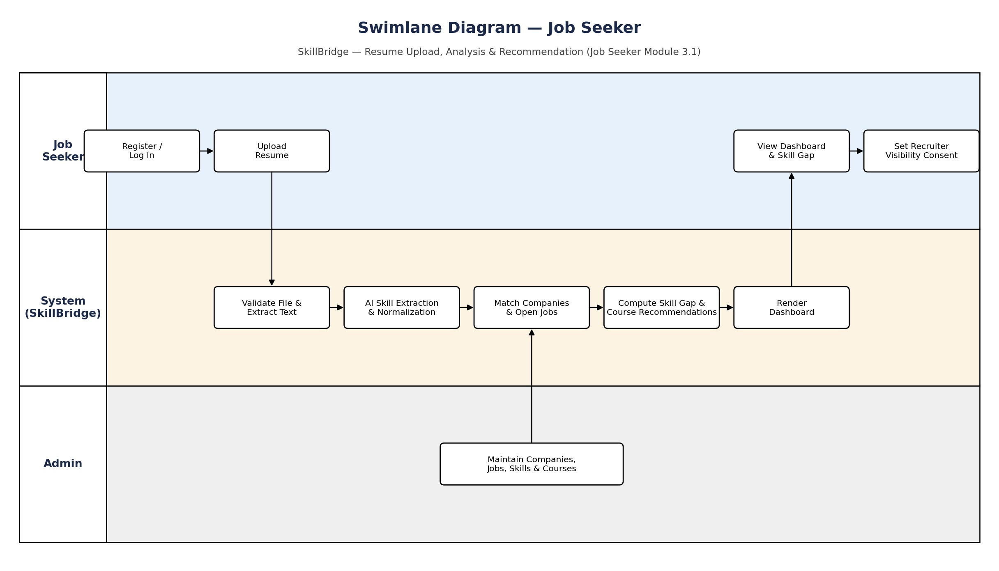 Swimlane Diagram — Job Seeker
SkillBridge — Resume Upload, Analysis & Recommendation (Job Seeker Module 3.1)
Job
Seeker
Register /
Log In
Upload
Resume
View Dashboard
& Skill Gap
Set Recruiter
Visibility Consent
System
(SkillBridge)
Validate File &
Extract Text
AI Skill Extraction
& Normalization
Match Companies
& Open Jobs
Compute Skill Gap &
Course Recommendations
Render
Dashboard
Admin
Maintain Companies,
Jobs, Skills & Courses